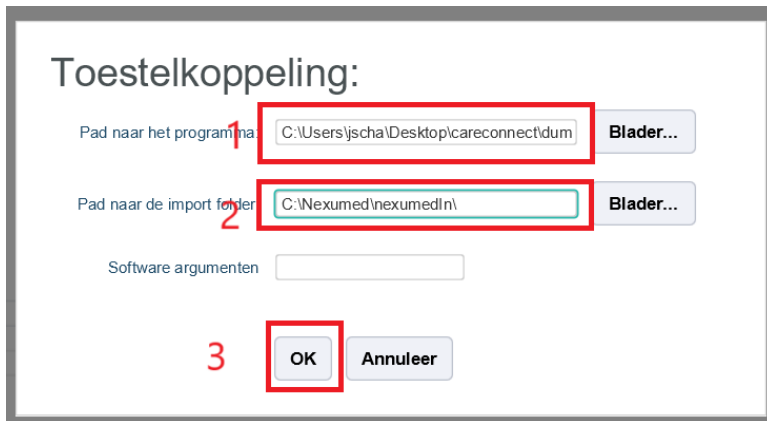 Toestelkoppeling:
1
Pad naar het programma: C:\Users\jscha\Desktop\careconnect\dum Blader...
2
Pad naar de import folder C:\Nexumed\nexumedIn\ Blader...
Software argumenten
3 OK Annuleer